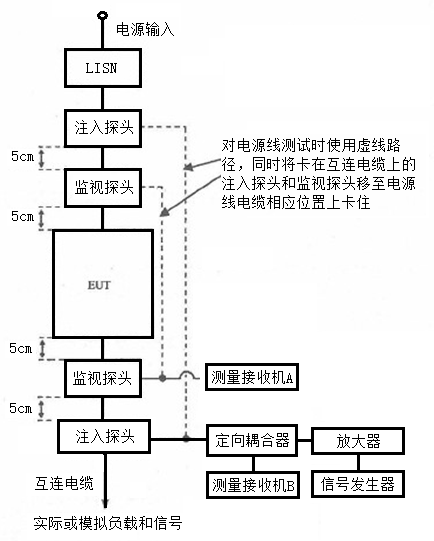 电源输入
LISN
注入探头
5cm
对电源线测试时使用虚线路
径，同时将卡在互连电缆上的
注入探头和监视探头移至电源
线电缆相应位置上卡住
监视探头
5cm
EUT
5cm
监视探头
测量接收机A
5cm
注入探头
定向耦合器
放大器
互连电缆
测量接收机B
信号发生器
实际或模拟负载和信号